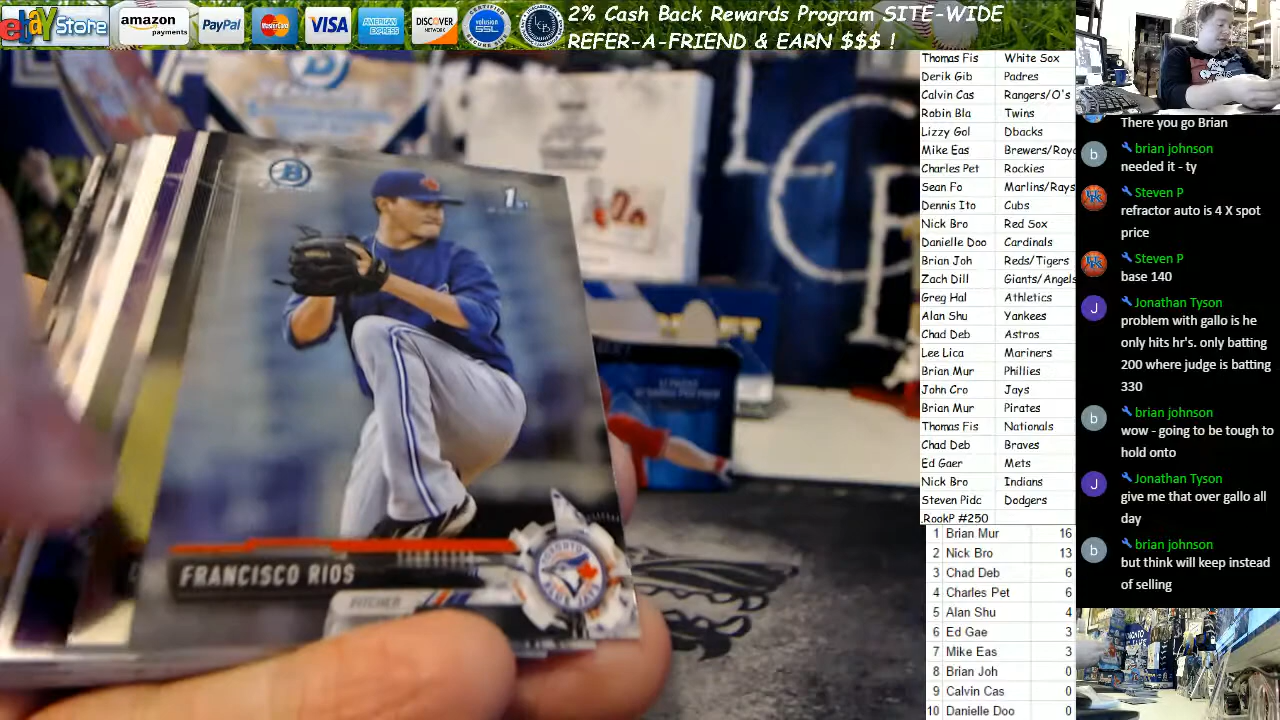 ebay Store
amazon
payments
PayPal
MasterCard
VISA
AMERICAN
EXPRESS
DISCOVER
NETWORK
volusion
SSL
2% Cash Back Rewards Program SITE-WIDE
REFER-A-FRIEND & EARN $$$ !
B
1st
FRANCISCO RIOS
PITCHER
TORONTO
BLUE JAYS
Thomas Fis White Sox
Derik Gib Padres
Calvin Cas Rangers/O's
Robin Bla Twins
Lizzy Gol Dbacks
Mike Eas Brewers/Roya
Charles Pet Rockies
Sean Fo Marlins/Rays
Dennis Ito Cubs
Nick Bro Red Sox
Danielle Doo Cardinals
Brian Joh Reds/Tigers
Zach Dill Giants/Angels
Greg Hal Athletics
Alan Shu Yankees
Chad Deb Astros
Lee Lica Mariners
Brian Mur Phillies
John Cro Jays
Brian Mur Pirates
Thomas Fis Nationals
Chad Deb Braves
Ed Gaer Mets
Nick Bro Indians
Steven Pidc Dodgers
.RookP #250
1 Brian Mur 16
2 Nick Bro 13
3 Chad Deb 6
4 Charles Pet 6
5 Alan Shu 4
6 Ed Gae 3
7 Mike Eas 3
8 Brian Joh 0
9 Calvin Cas 0
10 Danielle Doo 0
There you go Brian
b brian johnson
needed it - ty
Steven P
refractor auto is 4 X spot
price
Steven P
base 140
J Jonathan Tyson
problem with gallo is he
only hits hr's. only batting
200 where judge is batting
330
b brian johnson
wow - going to be tough to
hold onto
J Jonathan Tyson
give me that over gallo all
day
b brian johnson
but think will keep instead
of selling